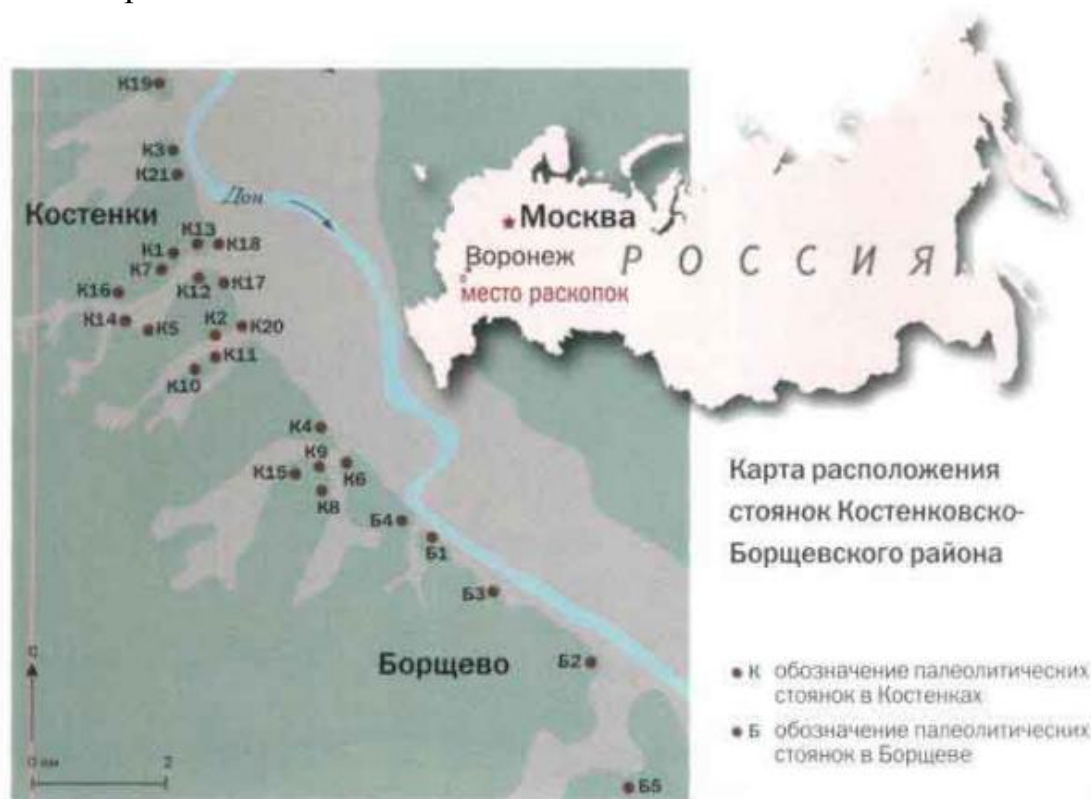 К19
К3
К21
Дон
Костенки
К13
К18
К1
К7
К12
К17
К16
К14
К5
К2
К20
К11
К10
К4
К9
К15
К6
К8
Б4
Б1
Б3
Борщево
Б2
Б5
С
0 км 2
Москва
Воронеж
РОССИЯ
место раскопок
Карта расположения
стоянок Костенковско-
Борщевского района
К обозначение палеолитических
стоянок в Костенках
Б обозначение палеолитических
стоянок в Борщеве